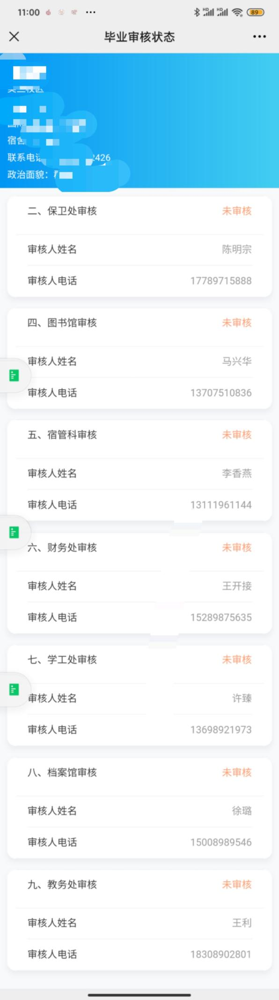 11:00
HD
HD
89
毕业审核状态
联系电话 2426
政治面貌：
二、保卫处审核 未审核
审核人姓名 陈明宗
审核人电话 17789715888
四、图书馆审核 未审核
审核人姓名 马兴华
审核人电话 13707510836
五、宿管科审核 未审核
审核人姓名 李香燕
审核人电话 13111961144
六、财务处审核 未审核
审核人姓名 王开接
审核人电话 15289875635
七、学工处审核 未审核
审核人姓名 许臻
审核人电话 13698921973
八、档案馆审核 未审核
审核人姓名 徐璐
审核人电话 15008989546
九、教务处审核 未审核
审核人姓名 王利
审核人电话 18308902801